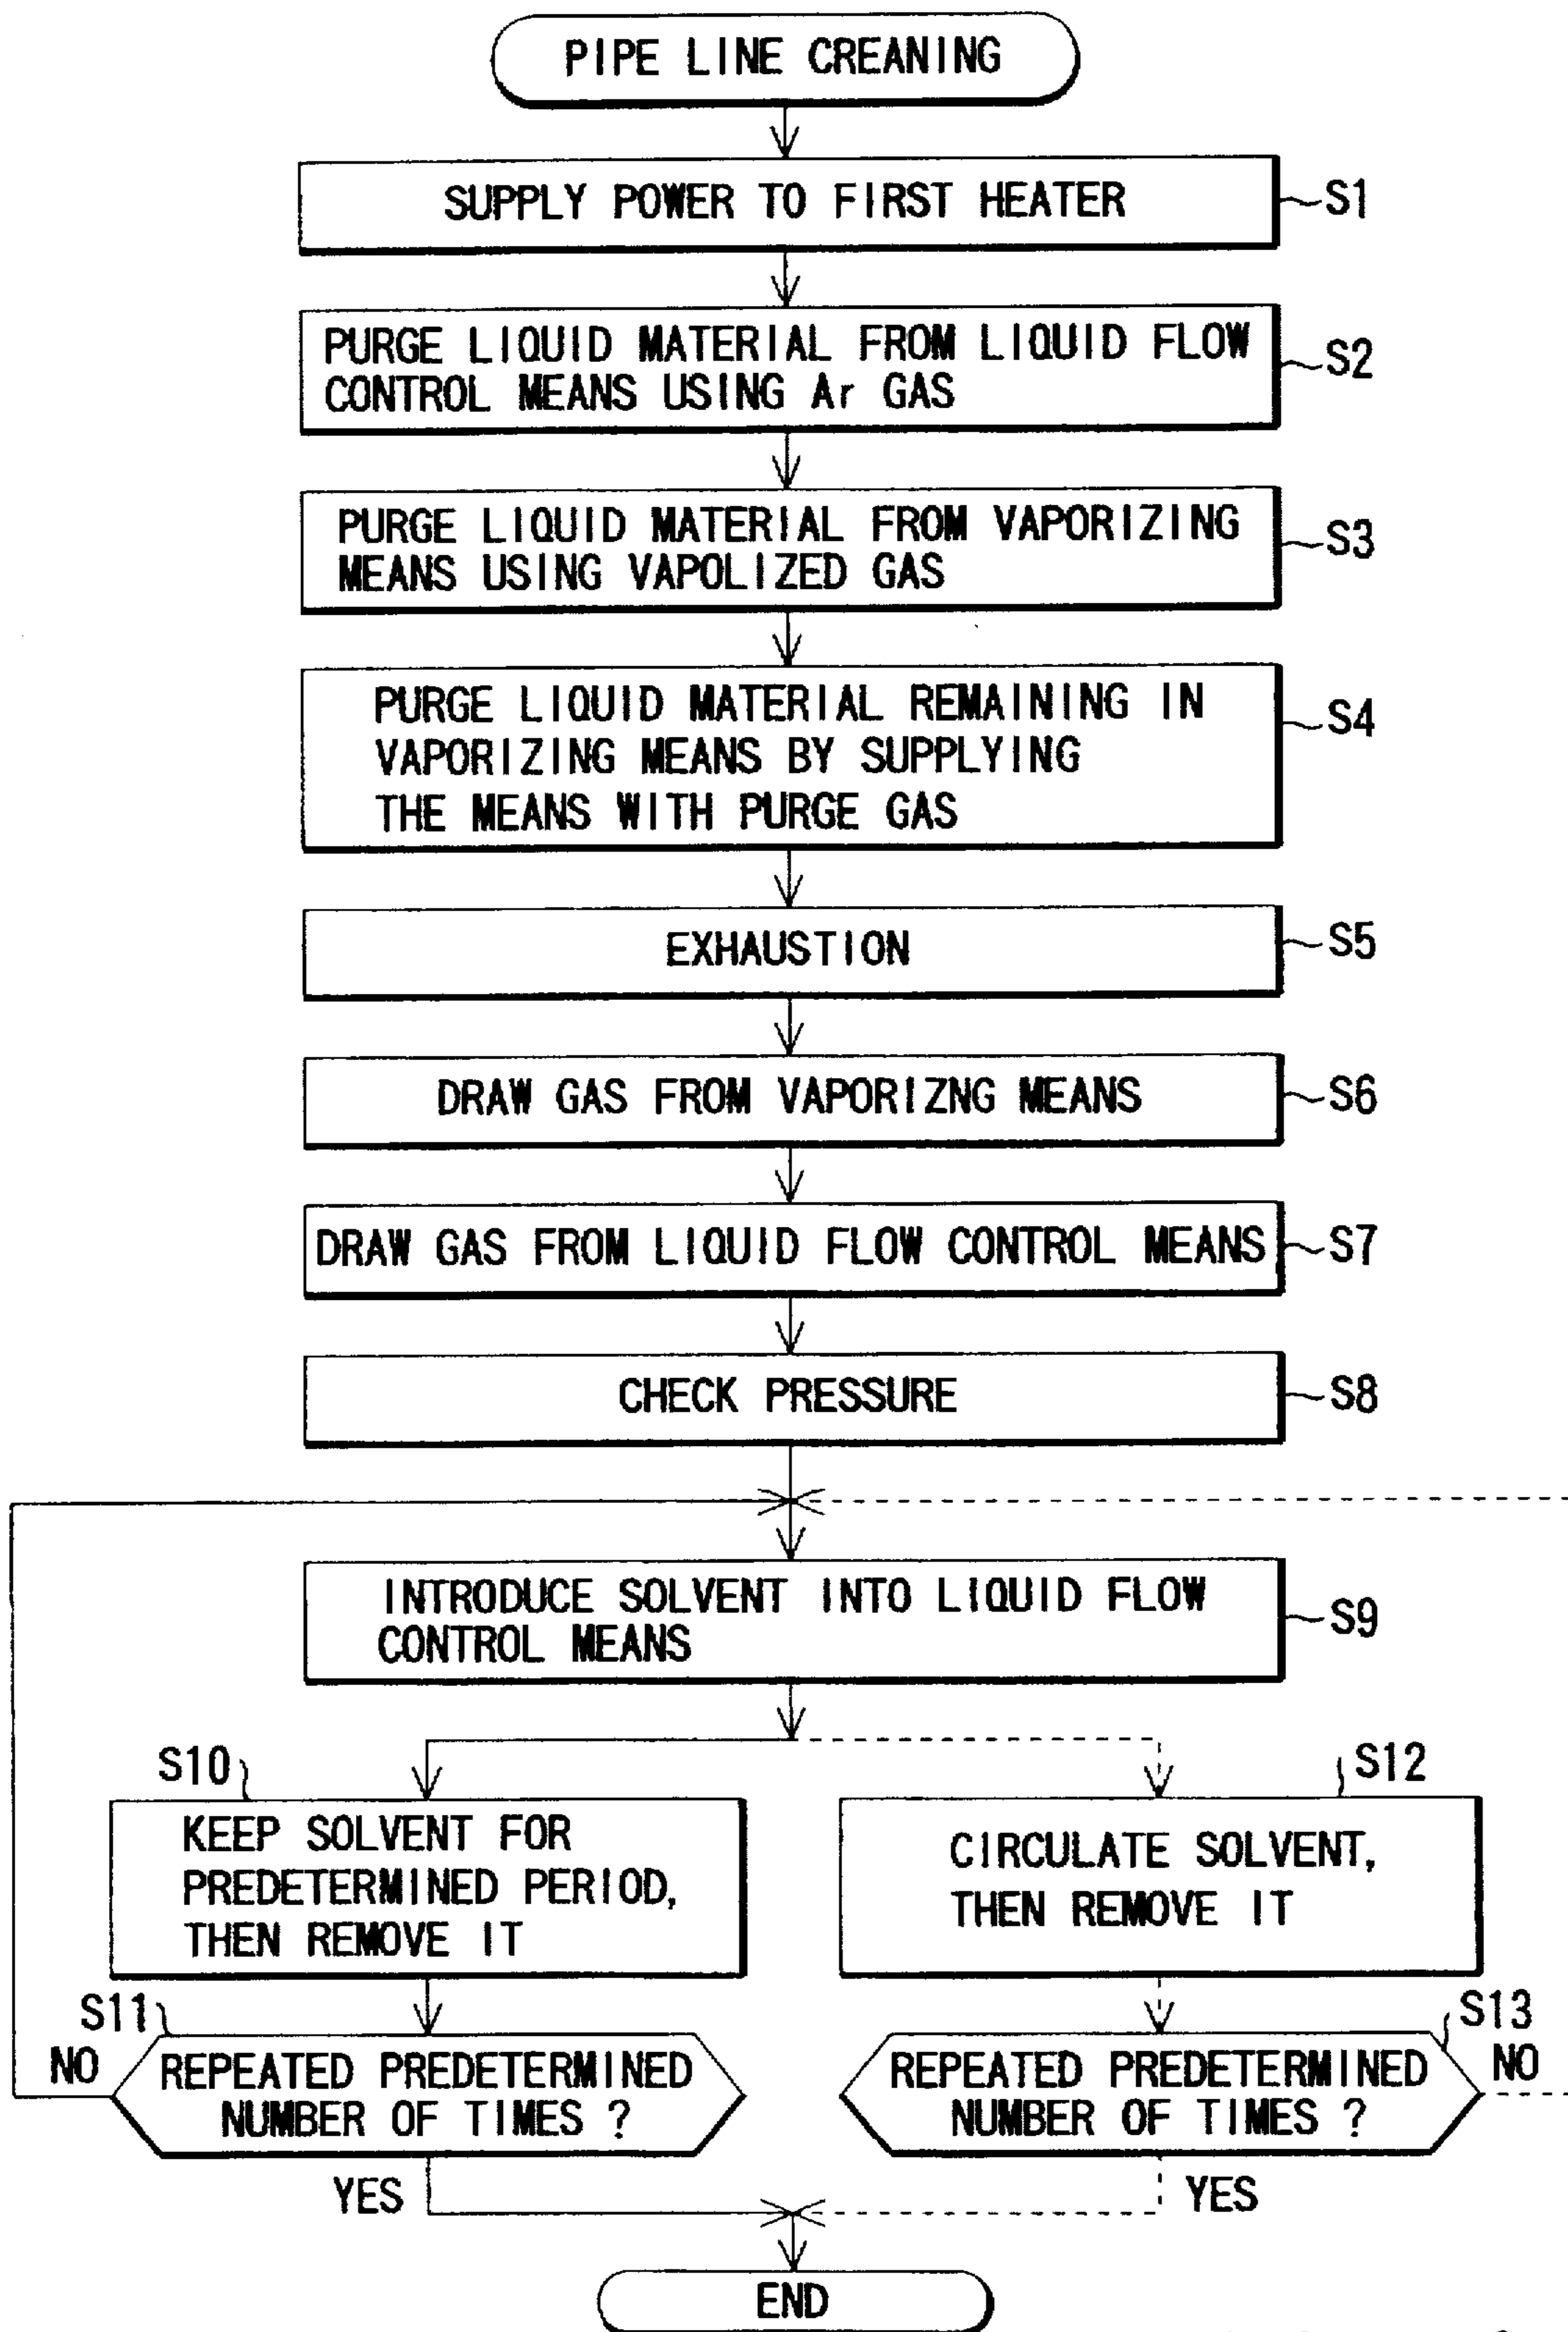 PIPE LINE CREANING
SUPPLY POWER TO FIRST HEATER
S1
PURGE LIQUID MATERIAL FROM LIQUID FLOW
CONTROL MEANS USING Ar GAS
S2
PURGE LIQUID MATERIAL FROM VAPORIZING
MEANS USING VAPOLIZED GAS
S3
PURGE LIQUID MATERIAL REMAINING IN
VAPORIZING MEANS BY SUPPLYING
THE MEANS WITH PURGE GAS
S4
EXHAUSTION
S5
DRAW GAS FROM VAPORIZNG MEANS
S6
DRAW GAS FROM LIQUID FLOW CONTROL MEANS
S7
CHECK PRESSURE
S8
INTRODUCE SOLVENT INTO LIQUID FLOW
CONTROL MEANS
S9
S10
KEEP SOLVENT FOR
PREDETERMINED PERIOD,
THEN REMOVE IT
S12
CIRCULATE SOLVENT,
THEN REMOVE IT
S11
NO
REPEATED PREDETERMINED
NUMBER OF TIMES ?
YES
S13
NO
REPEATED PREDETERMINED
NUMBER OF TIMES ?
YES
END